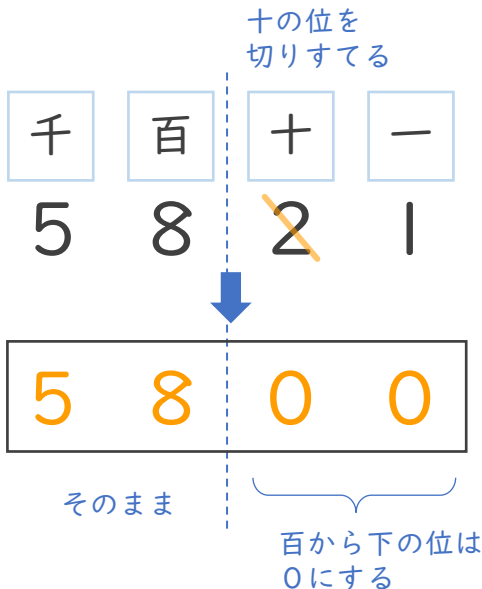 十の位を
切りすてる
千 百 十 一
5 8 2 1
5 8 0 0
そのまま
百から下の位は
0にする